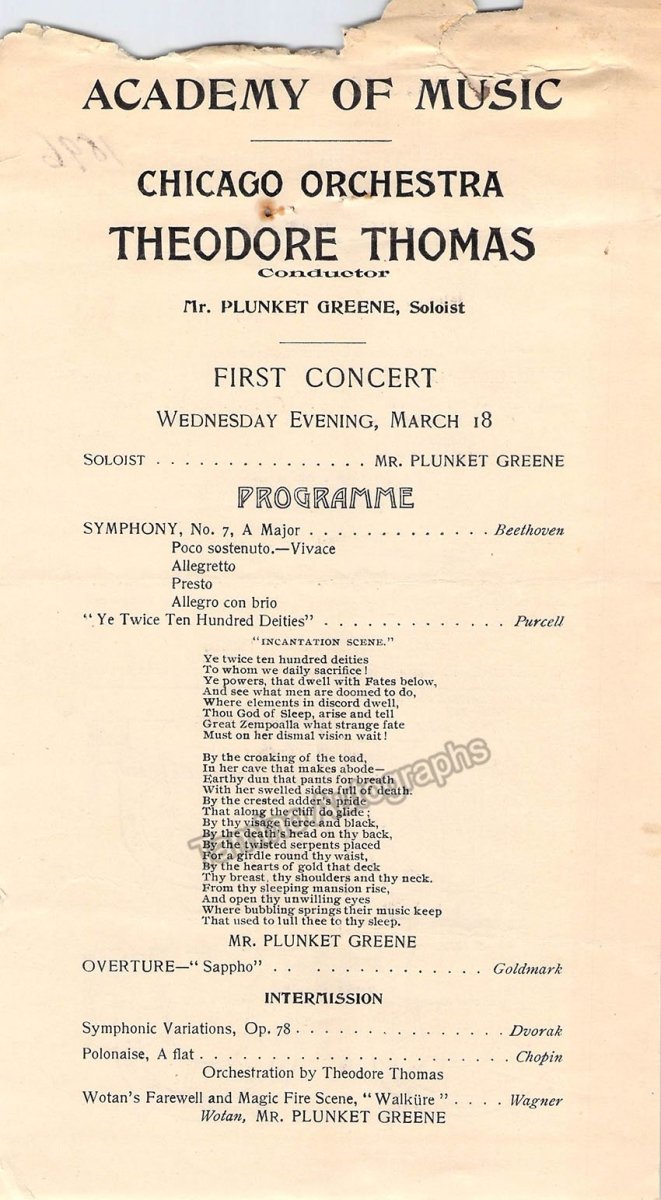 ACADEMY OF MUSIC
1896
CHICAGO ORCHESTRA
THEODORE THOMAS
Conductor
Mr. PLUNKET GREENE, Soloist
FIRST CONCERT
WEDNESDAY EVENING, MARCH 18
SOLOIST . . . . . . . . . . . . . . . . MR. PLUNKET GREENE
PROGRAMME
SYMPHONY, No. 7, A Major . . . . . . . . . . . . . Beethoven
Poco sostenuto.—Vivace
Allegretto
Presto
Allegro con brio
"Ye Twice Ten Hundred Deities" . . . . . . . . . . . . . Purcell
"INCANTATION SCENE."
Ye twice ten hundred deities
To whom we daily sacrifice!
Ye powers, that dwell with Fates below,
And see what men are doomed to do,
Where elements in discord dwell,
Thou God of Sleep, arise and tell
Great Zempoalla what strange fate
Must on her dismal vision wait!
By the croaking of the toad,
In her cave that makes abode—
Earthy dun that pants for breath
With her swelled sides full of death.
By the crested adder's pride
That along the cliff do glide;
By thy visage fierce and black,
By the death's head on thy back,
By the twisted serpents placed
For a girdle round thy waist,
By the hearts of gold that deck
Thy breast, thy shoulders and thy neck.
From thy sleeping mansion rise,
And open thy unwilling eyes
Where bubbling springs their music keep
That used to lull thee to thy sleep.
Tamino Autographs
MR. PLUNKET GREENE
OVERTURE—"Sappho" . . . . . . . . . . . . . Goldmark
INTERMISSION
Symphonic Variations, Op. 78 . . . . . . . . . . . . . . . Dvorak
Polonaise, A flat . . . . . . . . . . . . . . . . . . . . . . Chopin
Orchestration by Theodore Thomas
Wotan's Farewell and Magic Fire Scene, "Walküre" . . . . Wagner
Wotan, MR. PLUNKET GREENE